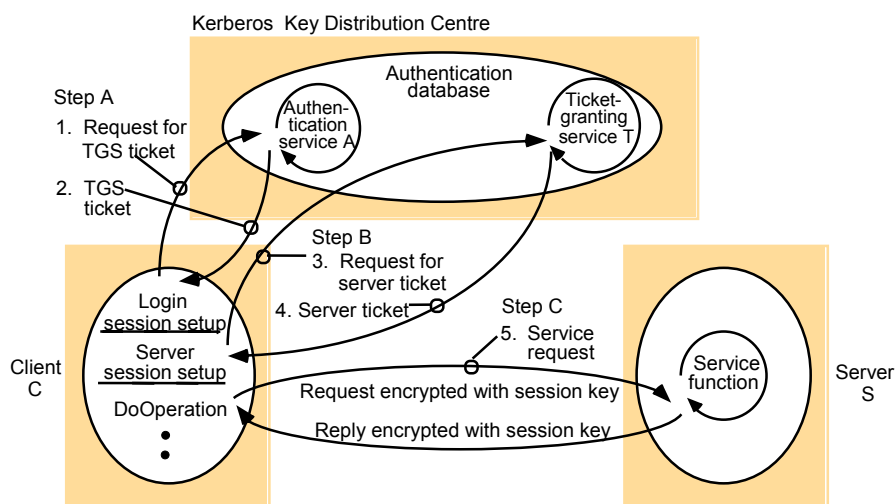 Kerberos Key Distribution Centre
Authentication
database
Authen-
tication
service A
Ticket-
granting
service T
Step A
1. Request for
TGS ticket
2. TGS
ticket
Step B
3. Request for
server ticket
4. Server ticket
Step C
5. Service
request
Login
session setup
Server
session setup
DoOperation
Client
C
Request encrypted with session key
Reply encrypted with session key
Service
function
Server
S